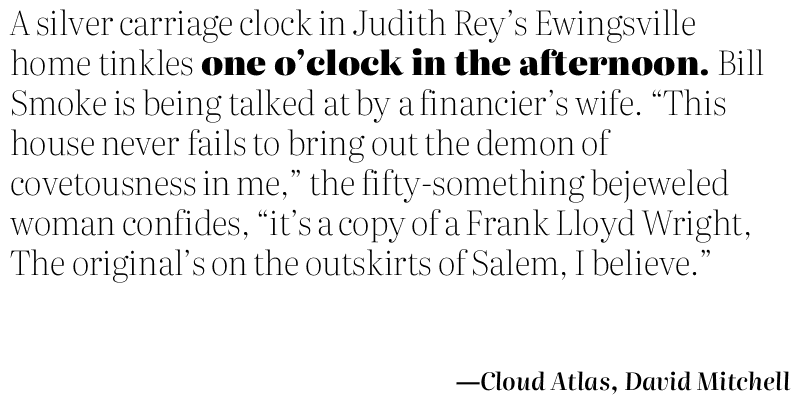 A silver carriage clock in Judith Rey’s Ewingsville
home tinkles one o’clock in the afternoon. Bill
Smoke is being talked at by a financier’s wife. “This
house never fails to bring out the demon of
covetousness in me,” the fifty-something bejeweled
woman confides, “it’s a copy of a Frank Lloyd Wright,
The original’s on the outskirts of Salem, I believe.”
—Cloud Atlas, David Mitchell